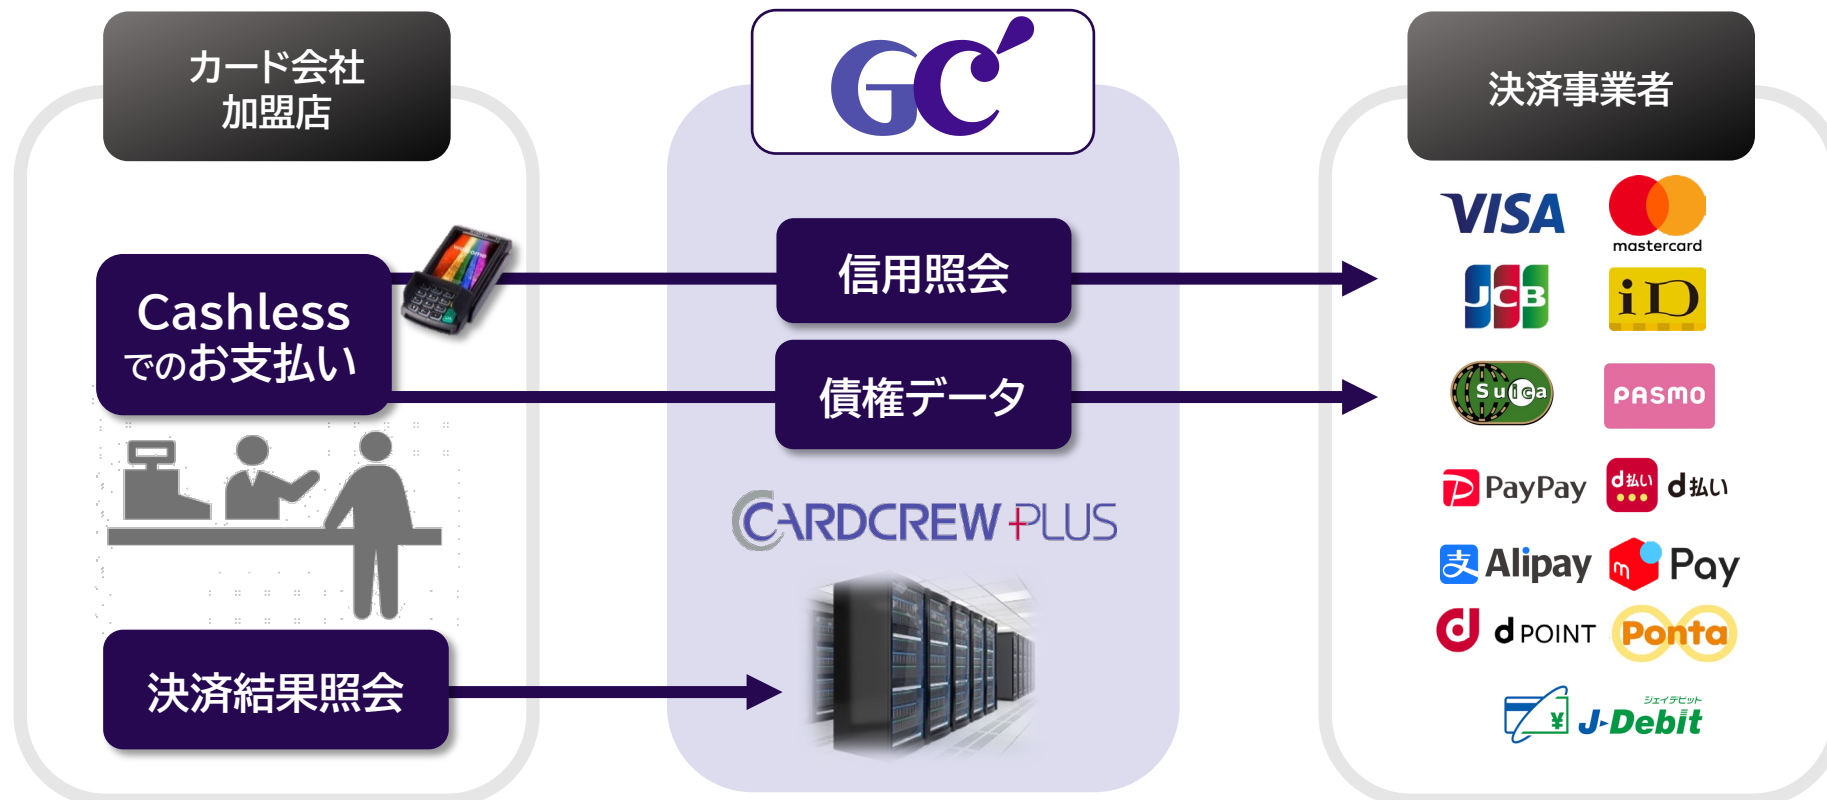 カード会社
加盟店
GC
決済事業者
Cashless
でのお支払い
welcome
信用照会
債権データ
CARDCREW PLUS
決済結果照会
VISA
mastercard
JCB
iD
Suica
PASMO
PayPay
d払い
d払い
支 Alipay
m Pay
d d POINT
Ponta
ジェイデビット
¥ J-Debit